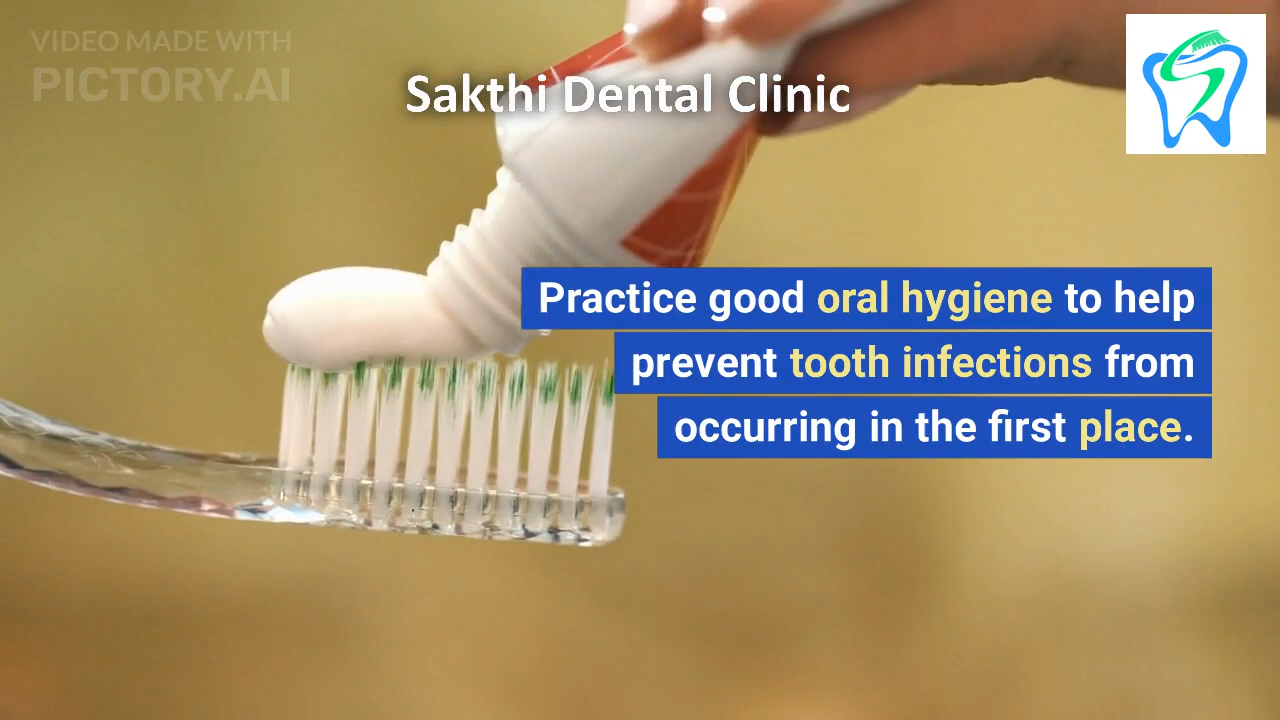 VIDEO MADE WITH
PICTORY.AI
Sakthi Dental Clinic
Practice good oral hygiene to help
prevent tooth infections from
occurring in the first place.